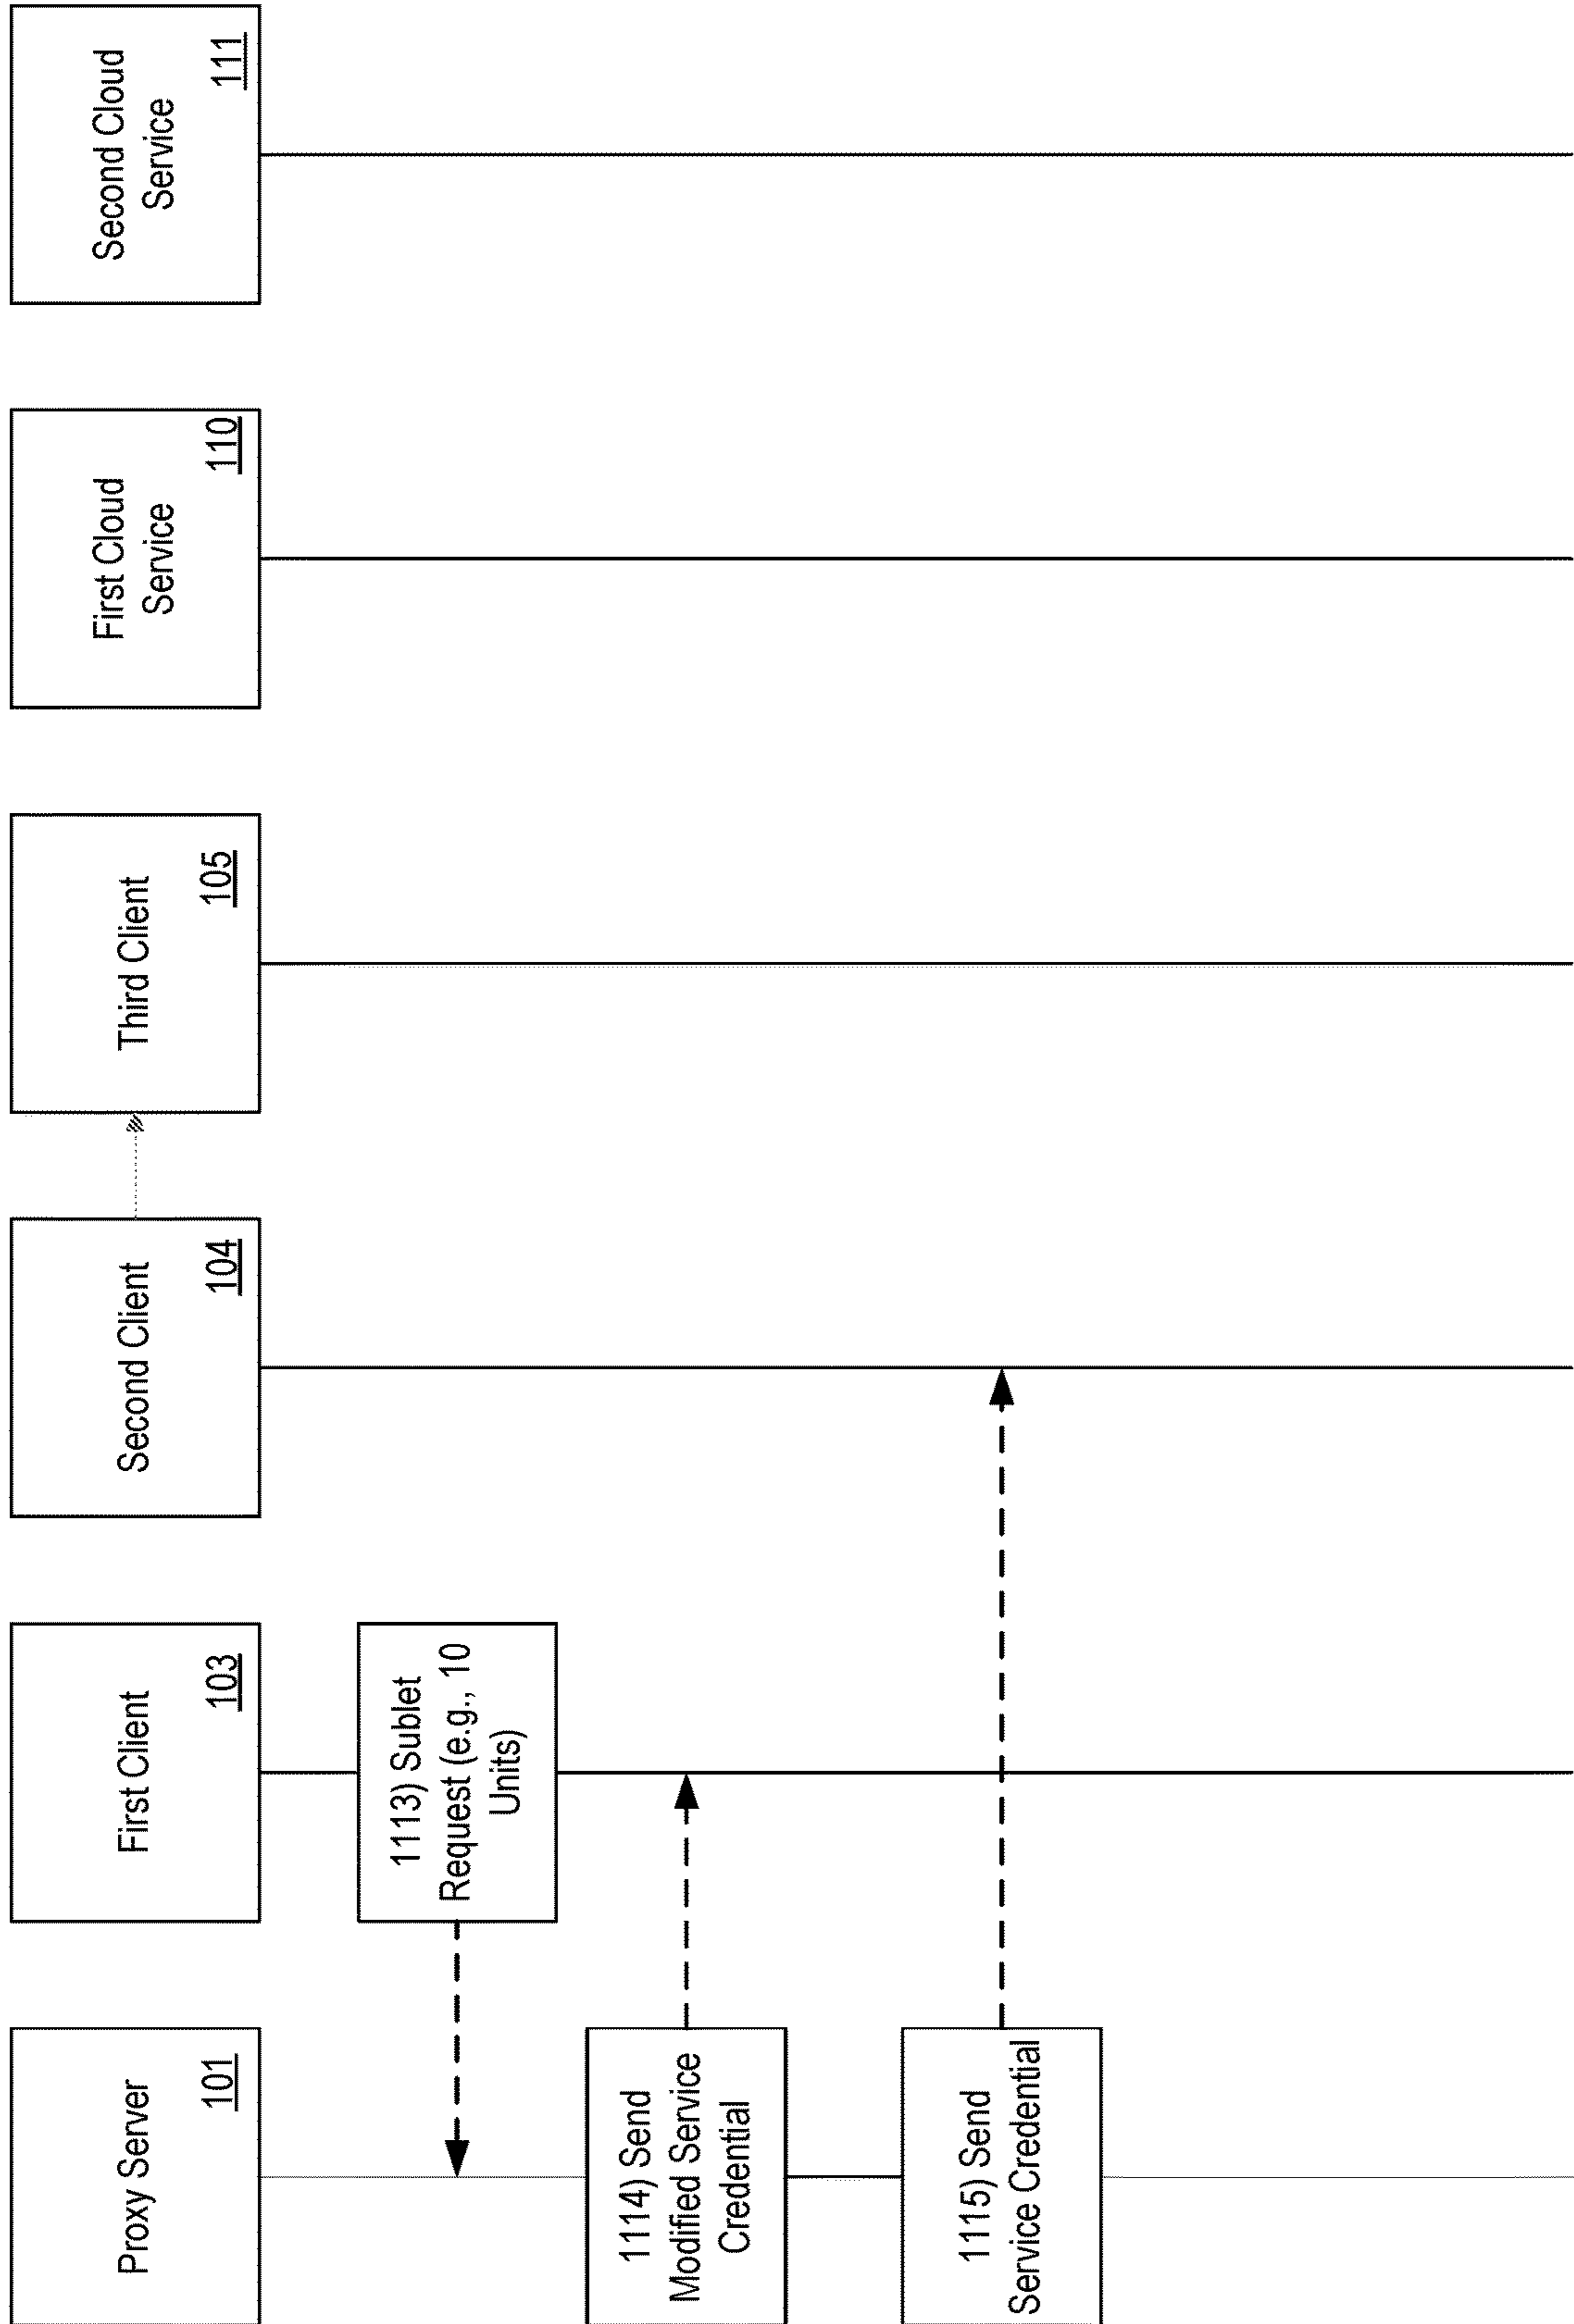 Proxy Server
101
First Client
103
Second Client
104
Third Client
105
First Cloud
Service
110
Second Cloud
Service
111
1113) Sublet
Request (e.g., 10
Units)
1114) Send
Modified Service
Credential
1115) Send
Service Credential